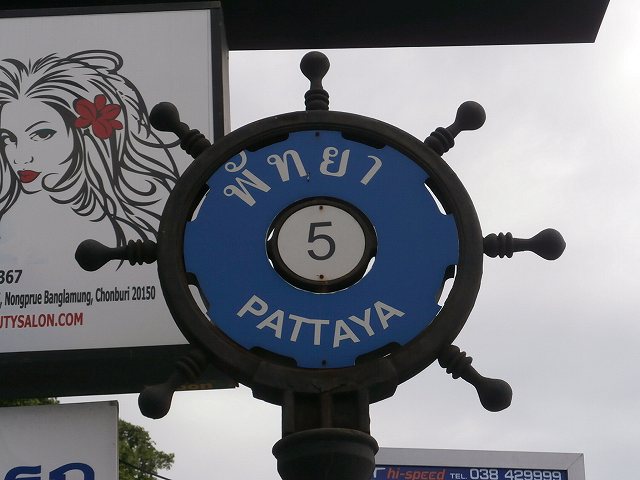 พัทยา
5
PATTAYA
367
, Nongprue Banglamung, Chonburi 20150
UTYSALON.COM
hi-speed TEL. 038 429999